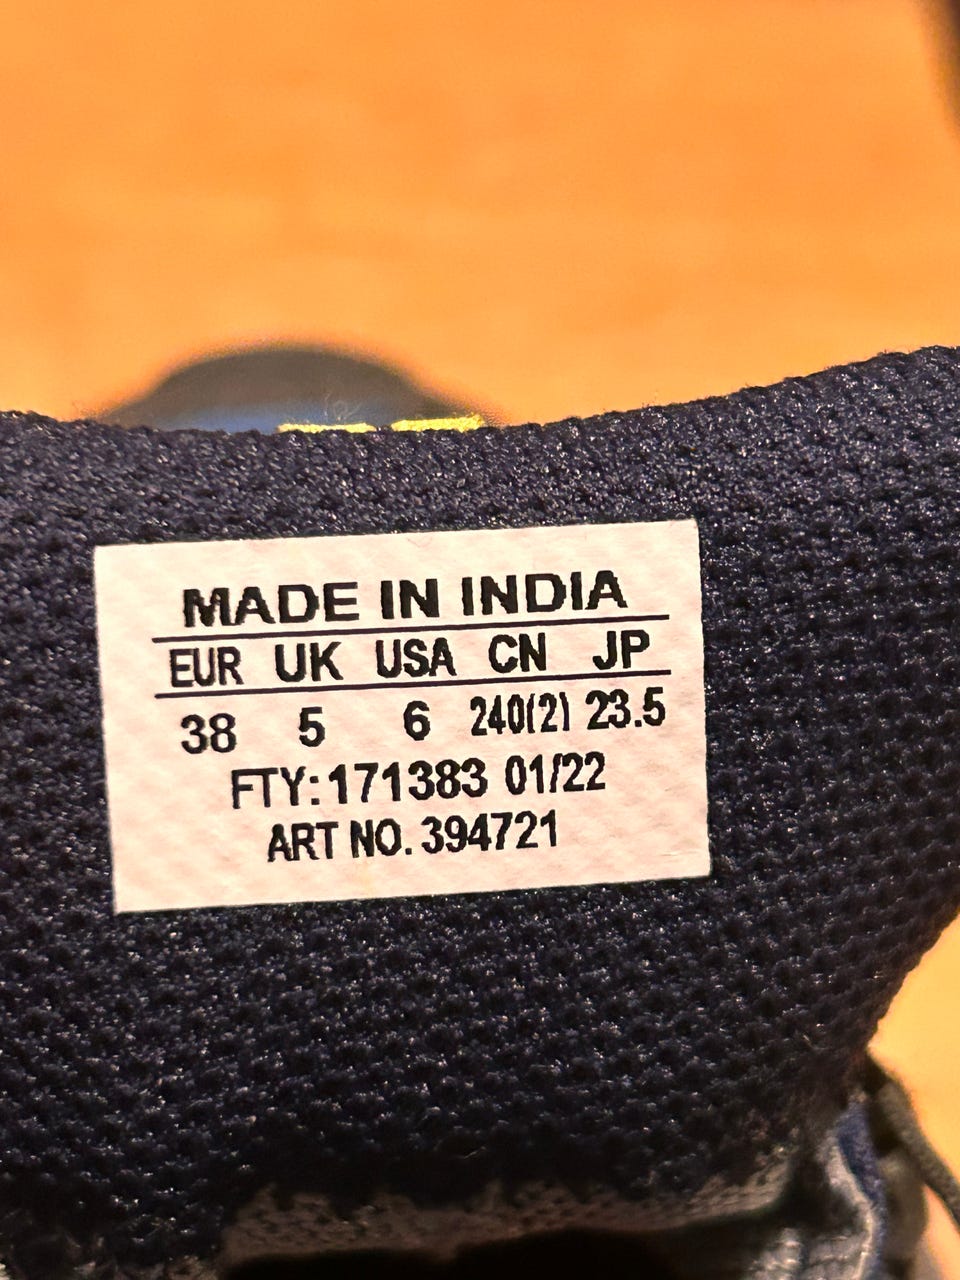 MADE IN INDIA
EUR UK USA CN JP
38 5 6 240(2) 23.5
FTY: 171383 01/22
ART NO. 394721